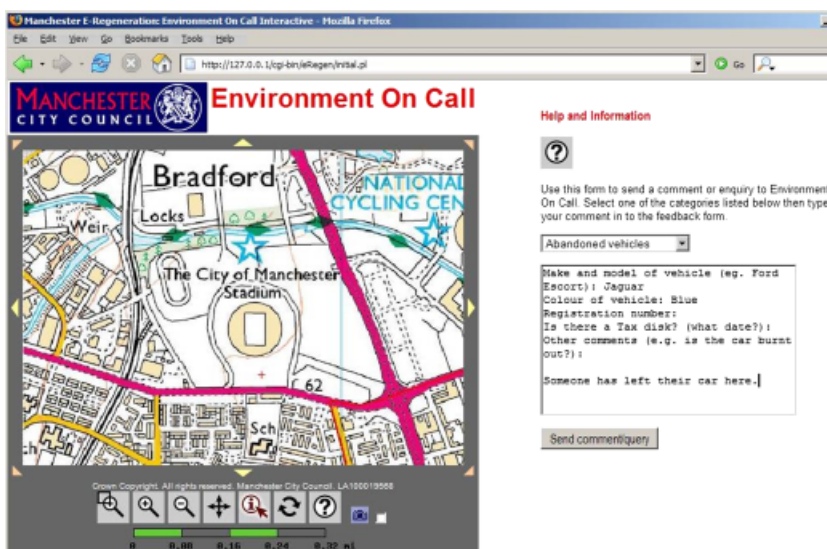 Manchester E-Regeneration: Environment On Call Interactive - Mozilla Firefox
File Edit View Go Bookmarks Tools Help
http://127.0.0.1/cgi-bin/eRegen/initial.pl
Go
MANCHESTER
CITY COUNCIL
Environment On Call
Bradford
NATIONAL
CYCLING CEN
Locks
Weir
The City of Manchester
Stadium
62
Sch
ch
Crown Copyright. All rights reserved. Manchester City Council. LA100019568
0 0.08 0.16 0.24 0.32 mi
Help and Information
Use this form to send a comment or enquiry to Environment
On Call. Select one of the categories listed below then type
your comment in to the feedback form.
Abandoned vehicles
Make and model of vehicle (eg. Ford
Escort): Jaguar
Colour of vehicle: Blue
Registration number:
Is there a Tax disk? (what date?):
Other comments (e.g. is the car burnt
out?):
Someone has left their car here.
Send comment/query